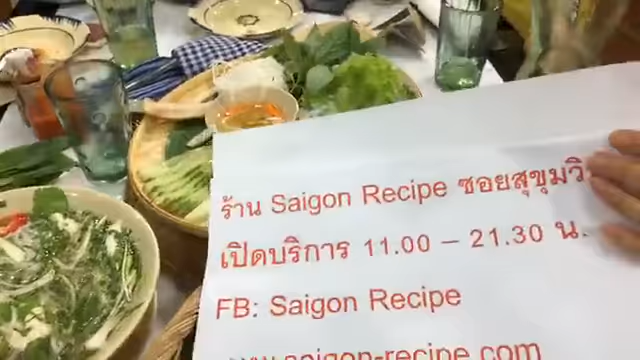 ร้าน Saigon Recipe ซอยสุขุมวิ
เปิดบริการ 11.00 – 21.30 น.
FB: Saigon Recipe
www.saigon-recipe.com